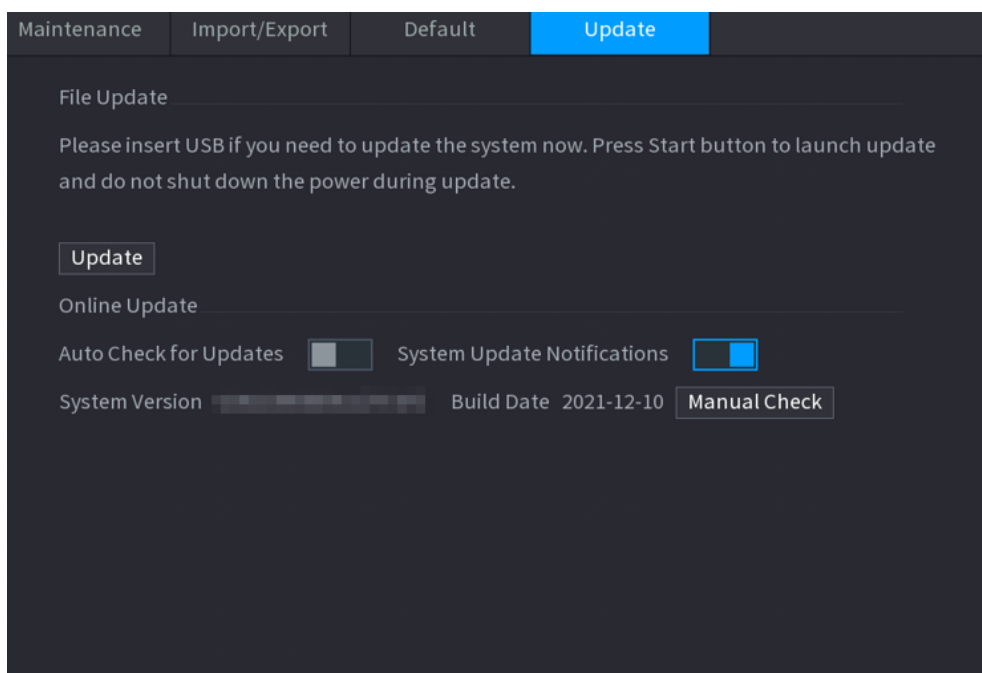 Maintenance Import/Export Default Update
File Update
Please insert USB if you need to update the system now. Press Start button to launch update
and do not shut down the power during update.
Update
Online Update
Auto Check for Updates System Update Notifications
System Version Build Date 2021-12-10 Manual Check